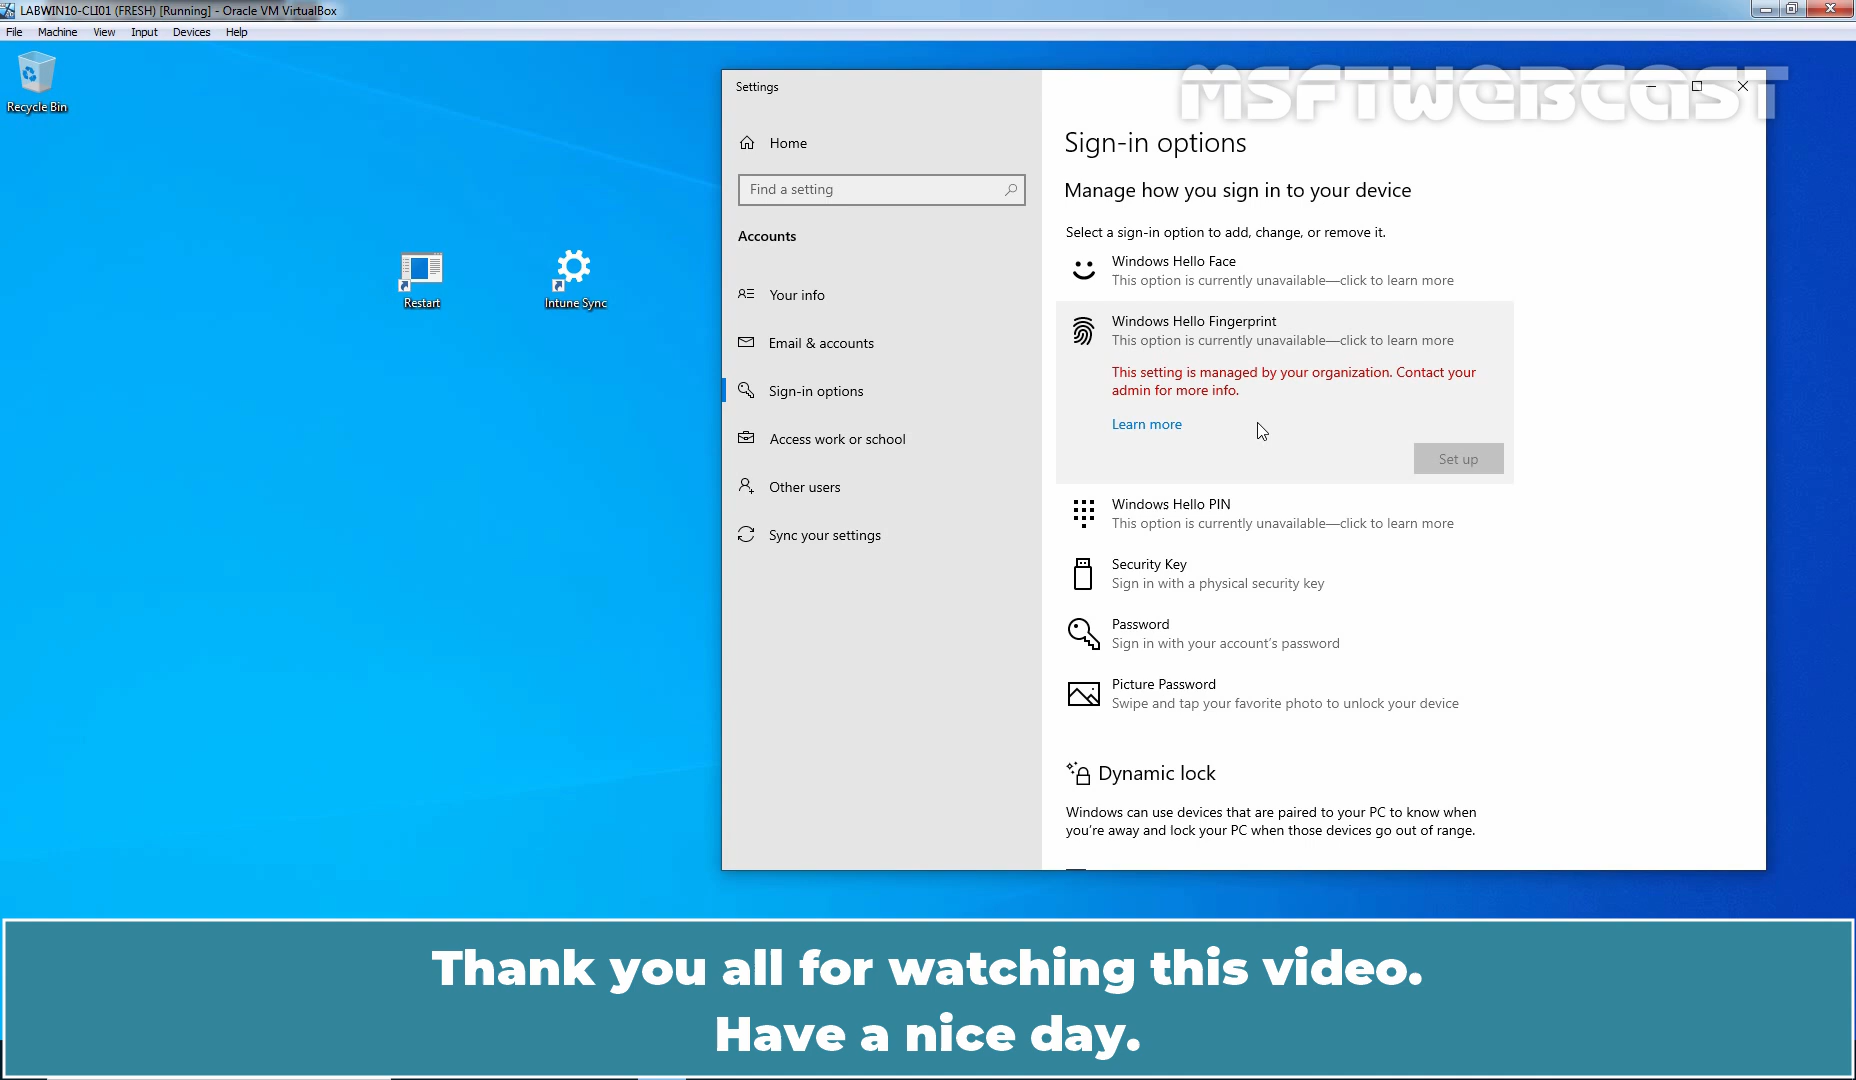 LABWIN10-CLI01 (FRESH) [Running] - Oracle VM VirtualBox
File Machine View Input Devices Help
Recycle Bin
Restart
Intune Sync
MSFTWEBCAST
Settings
Home
Find a setting
Accounts
Your info
Email & accounts
Sign-in options
Access work or school
Other users
Sync your settings
Sign-in options
Manage how you sign in to your device
Select a sign-in option to add, change, or remove it.
Windows Hello Face
This option is currently unavailable—click to learn more
Windows Hello Fingerprint
This option is currently unavailable—click to learn more
This setting is managed by your organization. Contact your
admin for more info.
Learn more
Set up
Windows Hello PIN
This option is currently unavailable—click to learn more
Security Key
Sign in with a physical security key
Password
Sign in with your account's password
Picture Password
Swipe and tap your favorite photo to unlock your device
Dynamic lock
Windows can use devices that are paired to your PC to know when
you're away and lock your PC when those devices go out of range.
Thank you all for watching this video.
Have a nice day.